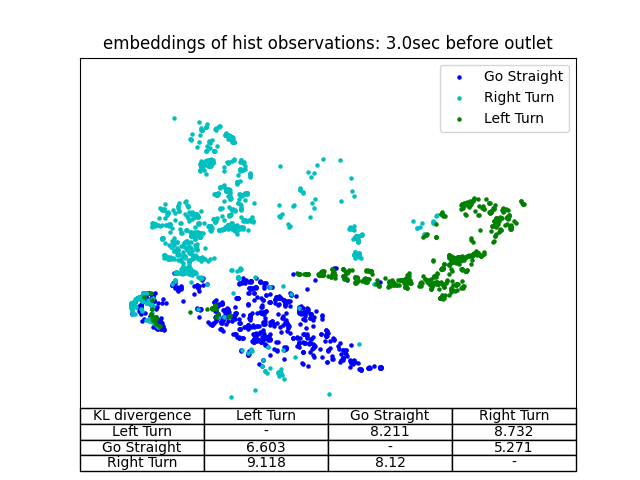 embeddings of hist observations: 3.0sec before outlet
Go Straight
Right Turn
Left Turn
KL divergence Left Turn Go Straight Right Turn
Left Turn - 8.211 8.732
Go Straight 6.603 - 5.271
Right Turn 9.118 8.12 -